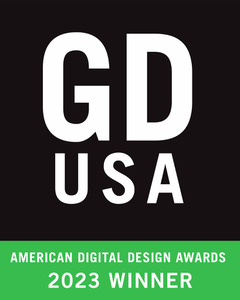 GD
USA
AMERICAN DIGITAL DESIGN AWARDS
2023 WINNER